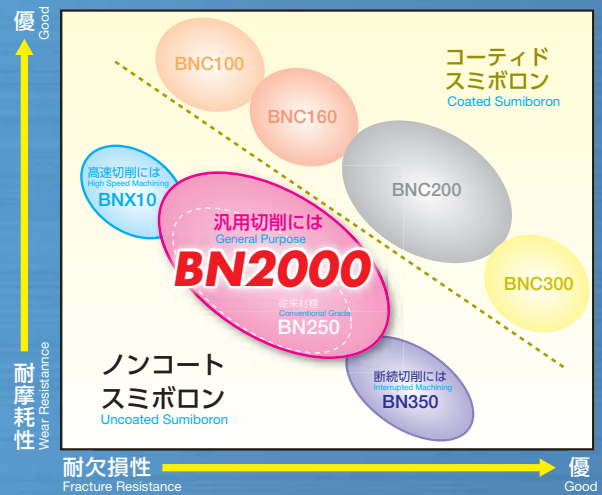 優
Good
BNC100
コーティド
スミボロン
Coated Sumiboron
BNC160
高速切削には
High Speed Machining
BNX10
BNC200
汎用切削には
General Purpose
BN2000
BNC300
従来材種
Conventional Grade
BN250
ノンコート
スミボロン
Uncoated Sumiboron
断続切削には
Interrupted Machining
BN350
耐摩耗性
Wear Resistannce
耐欠損性
Fracture Resistance
優
Good